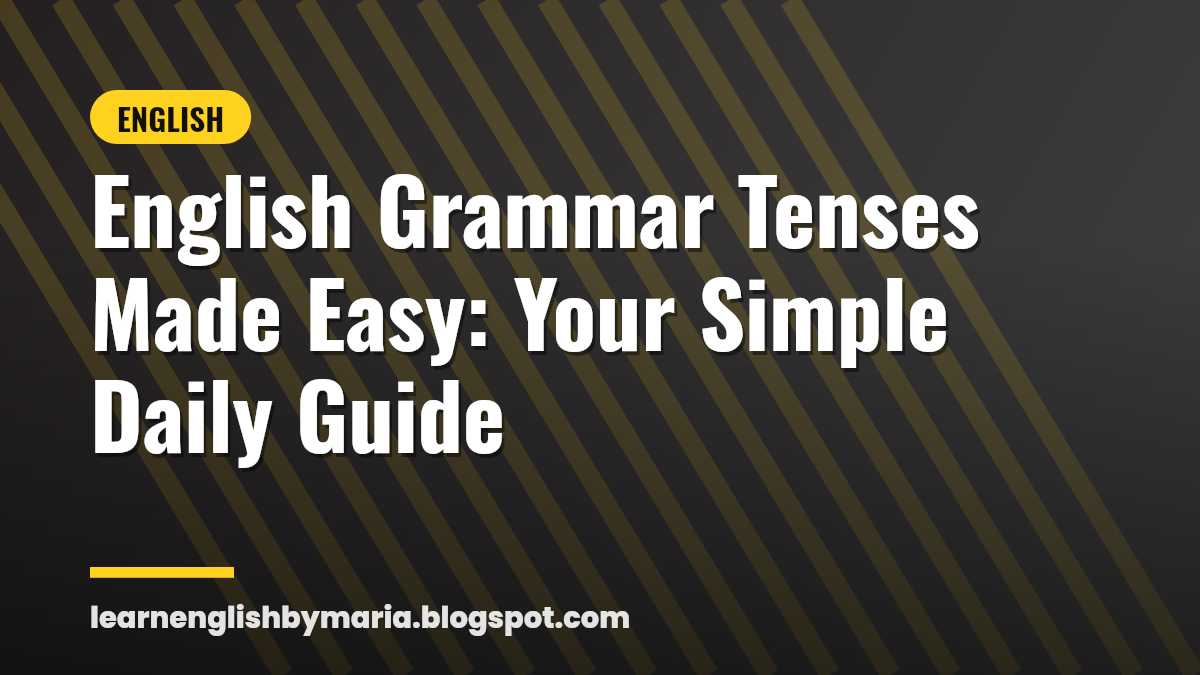 ENGLISH
English Grammar Tenses
Made Easy: Your Simple
Daily Guide
learnenglishbymaria.blogspot.com